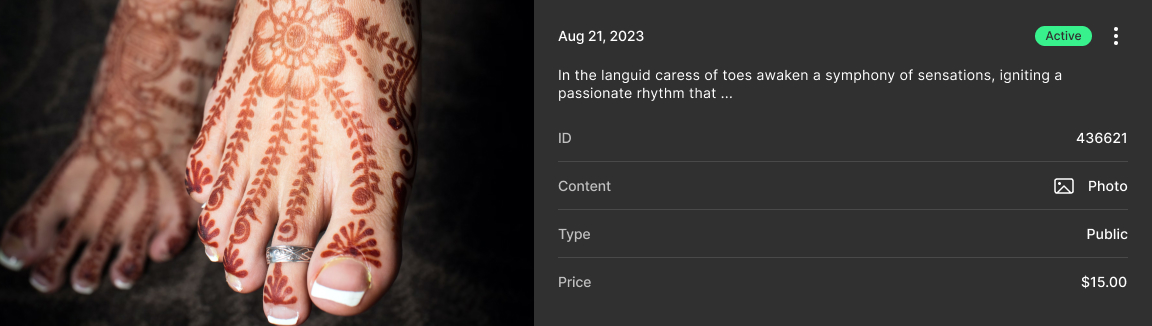 Aug 21, 2023
Active
In the languid caress of toes awaken a symphony of sensations, igniting a
passionate rhythm that ...
ID 436621
Content Photo
Type Public
Price $15.00